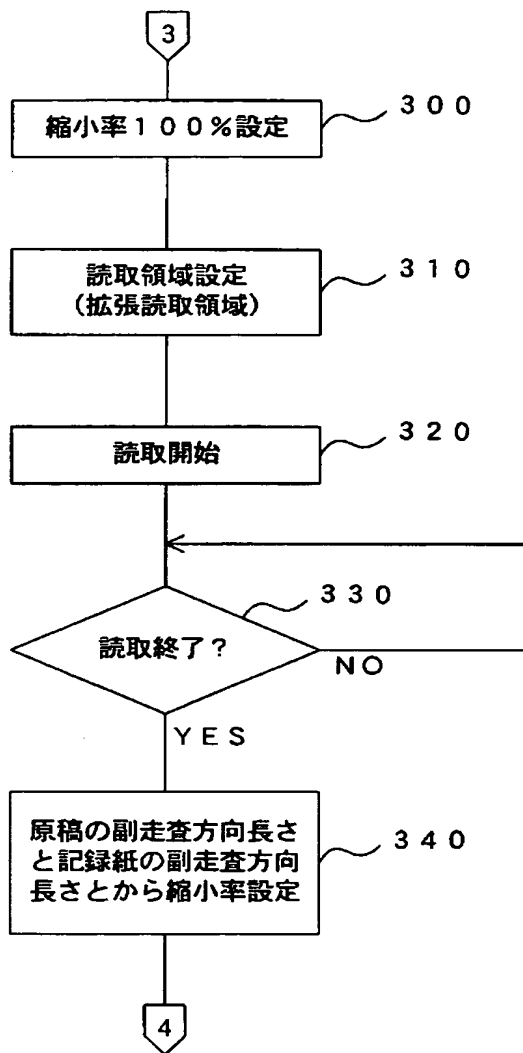 3
縮小率１００％設定
３００
読取領域設定
（拡張読取領域）
３１０
読取開始
３２０
読取終了？
３３０
ＮＯ
ＹＥＳ
原稿の副走査方向長さ
と記録紙の副走査方向
長さとから縮小率設定
３４０
4